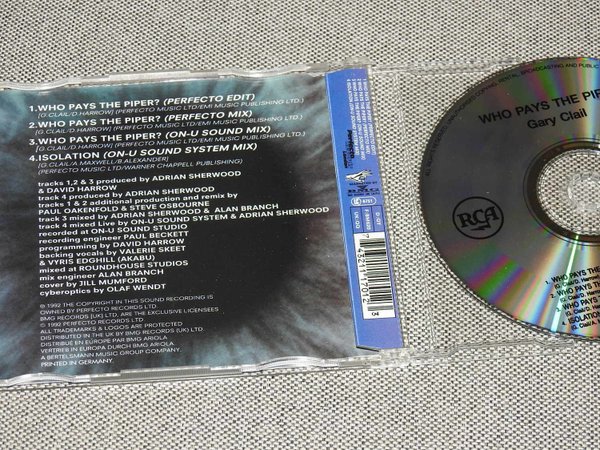 1.WHO PAYS THE PIPER? (PERFECTO EDIT)
[G.CLAIL/D HARROW] (PERFECTO MUSIC LTD/EMI MUSIC PUBLISHING LTD.)
2.WHO PAYS THE PIPER? (PERFECTO MIX)
[G.CLAIL/D HARROW] (PERFECTO MUSIC LTD/EMI MUSIC PUBLISHING LTD.)
3.WHO PAYS THE PIPER? (ON-U SOUND MIX)
[G.CLAIL/D HARROW] (PERFECTO MUSIC LTD/EMI MUSIC PUBLISHING LTD.)
4.ISOLATION (ON-U SOUND SYSTEM MIX)
[G.CLAIL/A MAXWELL/B ALEXANDER]
(PERFECTO MUSIC LTD/WARNER CHAPPELL PUBLISHING)
tracks 1,2 & 3 produced by ADRIAN SHERWOOD
& DAVID HARROW
track 4 produced by ADRIAN SHERWOOD
tracks 1 & 2 additional production and remix by
PAUL OAKENFOLD & STEVE OSBOURNE
track 3 mixed by ADRIAN SHERWOOD & ALAN BRANCH
track 4 mixed Live by ON-U SOUND SYSTEM & ADRIAN SHERWOOD
recorded at ON-U SOUND STUDIO
recording engineer PAUL BECKETT
programming by DAVID HARROW
backing vocals by VALERIE SKEET
& VYRIS EDGHILL (AKABU)
mixed at ROUNDHOUSE STUDIOS
mix engineer ALAN BRANCH
cover by JILL MUMFORD
cyberoptics by OLAF WENDT
℗ 1992 THE COPYRIGHT IN THIS SOUND RECORDING IS
OWNED BY PERFECTO RECORDS LTD.
BMG RECORDS (UK) LTD. ARE THE EXCLUSIVE LICENSEES
© 1992 PERFECTO RECORDS LTD.
ALL TRADEMARKS & LOGOS ARE PROTECTED
DISTRIBUTED IN THE UK BY BMG RECORDS (UK) LTD.
DISTRIBUÉ EN EUROPE PAR BMG ARIOLA
VERTRIEB IN EUROPA DURCH BMG ARIOLA.
A BERTELSMANN MUSIC GROUP COMPANY.
PRINTED IN GERMANY.
WHO PAYS THE PIPE
Gary Clail
RCA
1. WHO PAYS THE
2. WHO PAYS THE
3. WHO PAYS
4. ISOLATION